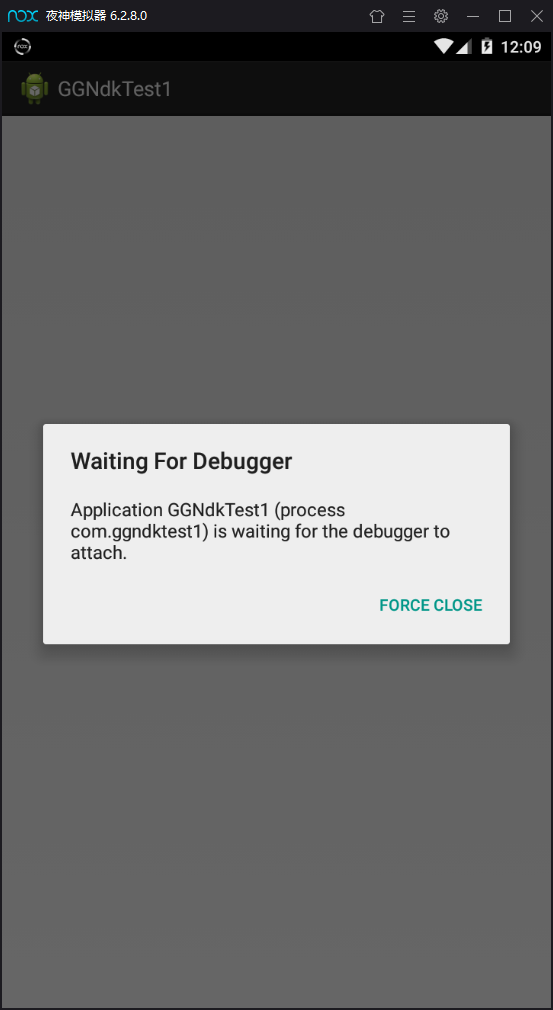 nox 夜神模拟器 6.2.8.0
12:09
GGNdkTest1
Waiting For Debugger
Application GGNdkTest1 (process
com.ggndktest1) is waiting for the debugger to
attach.
FORCE CLOSE